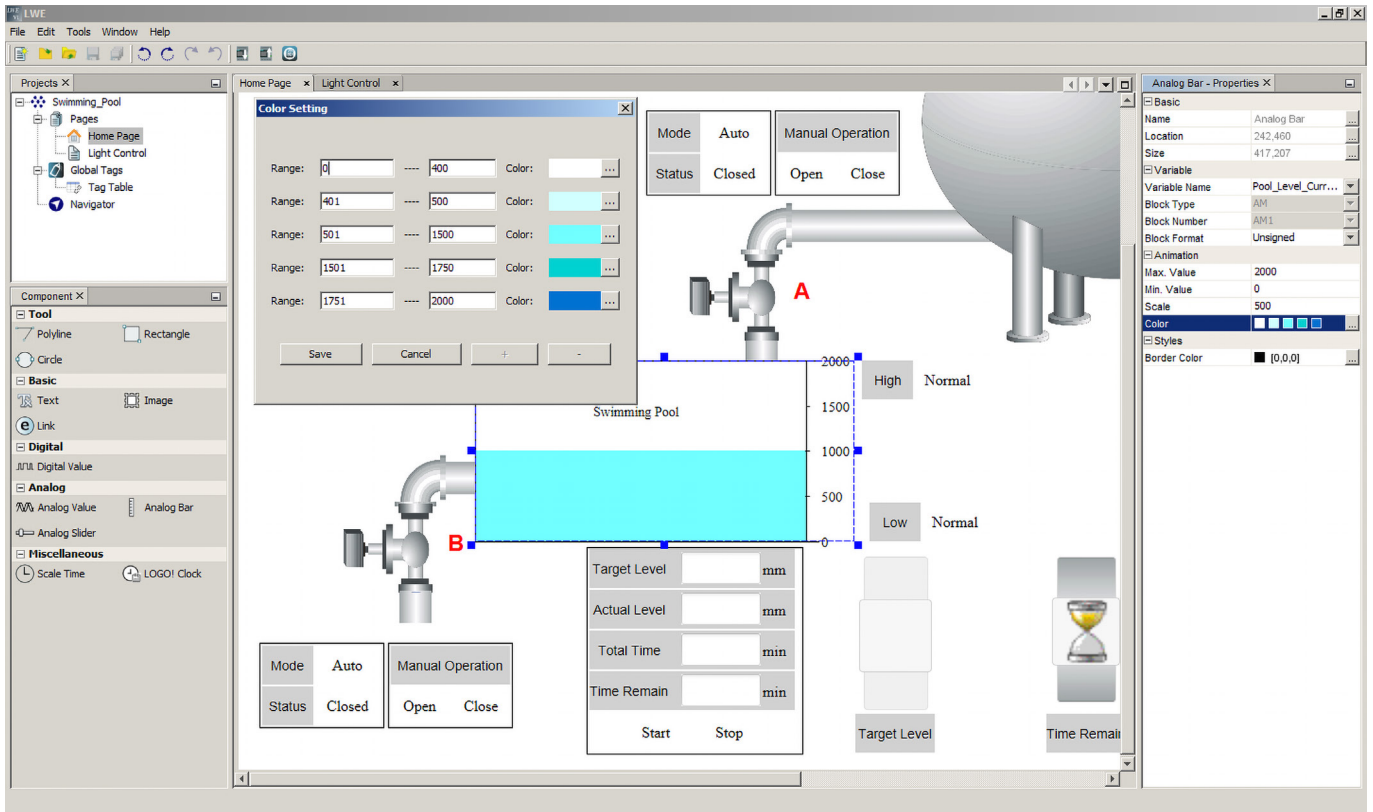 LWE
File Edit Tools Window Help
Projects
Swimming_Pool
Pages
Home Page
Light Control
Global Tags
Tag Table
Navigator
Component
Tool
Polyline Rectangle
Circle
Basic
Text Image
Link
Digital
Digital Value
Analog
Analog Value Analog Bar
Analog Slider
Miscellaneous
Scale Time LOGO! Clock
Home Page Light Control
Color Setting
Range: 0 ---- 400 Color: ...
Range: 401 ---- 500 Color: ...
Range: 501 ---- 1500 Color: ...
Range: 1501 ---- 1750 Color: ...
Range: 1751 ---- 2000 Color: ...
Save Cancel + -
Mode Auto Manual Operation
Status Closed Open Close
A
2000
High Normal
Swimming Pool
1500
1000
500
Low Normal
0
B
Target Level mm
Actual Level mm
Total Time min
Time Remain min
Start Stop
Mode Auto Manual Operation
Status Closed Open Close
Target Level
Time Remai
Analog Bar - Properties
Basic
Name Analog Bar ...
Location 242,460 ...
Size 417,207 ...
Variable
Variable Name Pool_Level_Curr...
Block Type AM
Block Number AM1
Block Format Unsigned
Animation
Max. Value 2000
Min. Value 0
Scale 500
Color ...
Styles
Border Color [0,0,0] ...